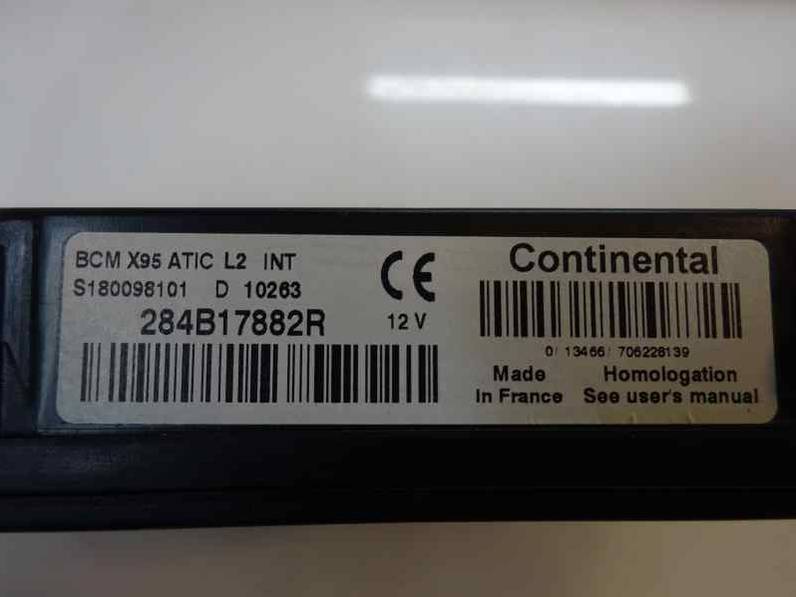 BCM X95 ATIC L2 INT
S180098101 D 10263
284B17882R
CE
12 V
Continental
0/ 13466/ 706228139
Made
In France
Homologation
See user's manual